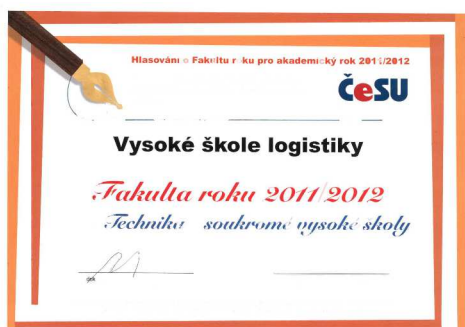 Hlasování o Fakultu roku pro akademický rok 2011/2012
ČeSU
Vysoké škole logistiky
Fakulta roku 2011/2012
Technika soukromé vysoké školy